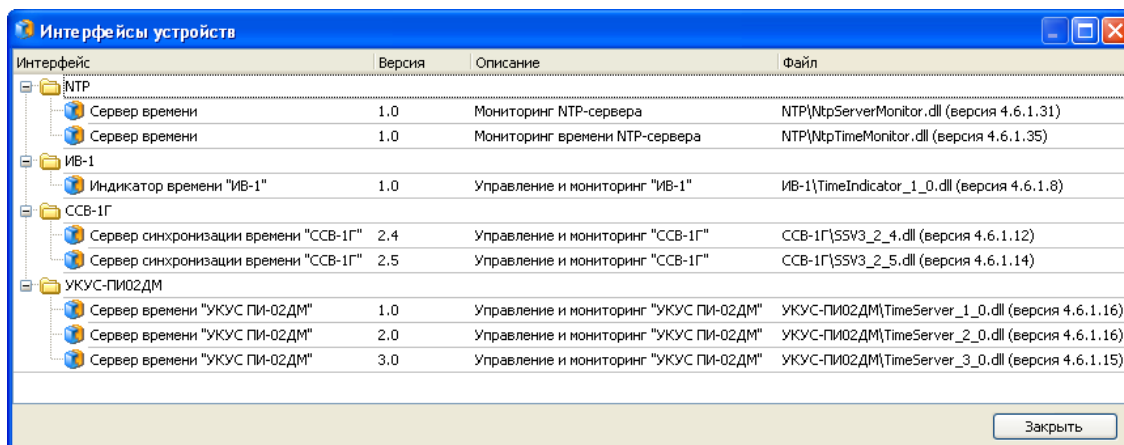 Интерфейсы устройств
Интерфейс Версия Описание Файл
NTP
Сервер времени 1.0 Мониторинг NTP-сервера NTP\NtpServerMonitor.dll (версия 4.6.1.31)
Сервер времени 1.0 Мониторинг времени NTP-сервера NTP\NtpTimeMonitor.dll (версия 4.6.1.35)
ИВ-1
Индикатор времени "ИВ-1" 1.0 Управление и мониторинг "ИВ-1" ИВ-1\TimeIndicator_1_0.dll (версия 4.6.1.8)
ССВ-1Г
Сервер синхронизации времени "ССВ-1Г" 2.4 Управление и мониторинг "ССВ-1Г" ССВ-1Г\SSV3_2_4.dll (версия 4.6.1.12)
Сервер синхронизации времени "ССВ-1Г" 2.5 Управление и мониторинг "ССВ-1Г" ССВ-1Г\SSV3_2_5.dll (версия 4.6.1.14)
УКУС-ПИ02ДМ
Сервер времени "УКУС ПИ-02ДМ" 1.0 Управление и мониторинг "УКУС ПИ-02ДМ" УКУС-ПИ02ДМ\TimeServer_1_0.dll (версия 4.6.1.16)
Сервер времени "УКУС ПИ-02ДМ" 2.0 Управление и мониторинг "УКУС ПИ-02ДМ" УКУС-ПИ02ДМ\TimeServer_2_0.dll (версия 4.6.1.16)
Сервер времени "УКУС ПИ-02ДМ" 3.0 Управление и мониторинг "УКУС ПИ-02ДМ" УКУС-ПИ02ДМ\TimeServer_3_0.dll (версия 4.6.1.15)
Закрыть